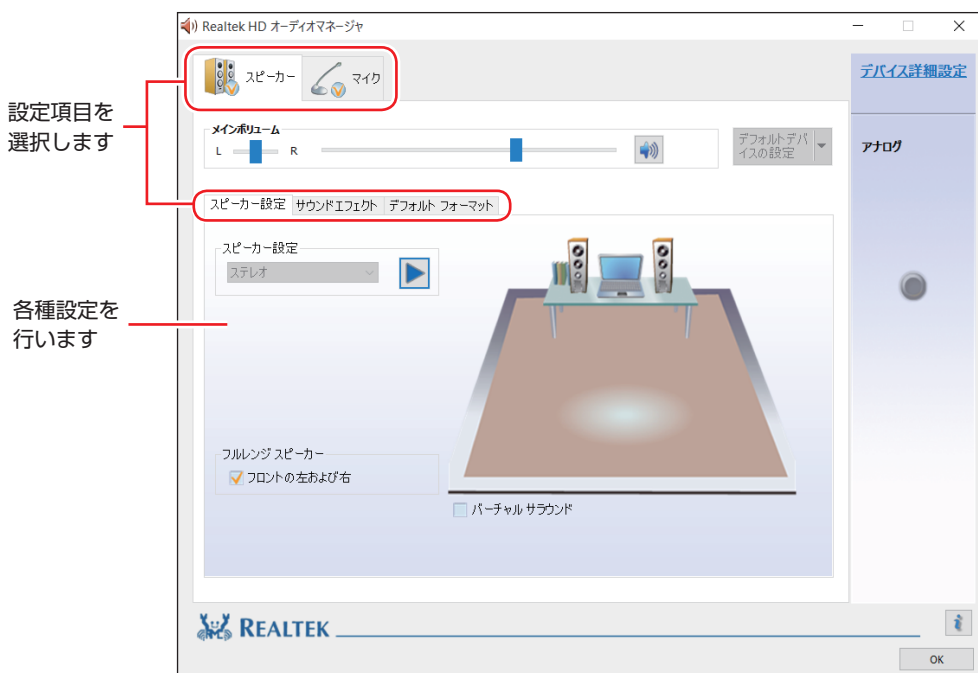 Realtek HD オーディオマネージャ
スピーカー
マイク
デバイス詳細設定
設定項目を
選択します
メインボリューム
L
R
デフォルトデバ
イスの設定
アナログ
スピーカー設定
サウンドエフェクト
デフォルト フォーマット
スピーカー設定
ステレオ
各種設定を
行います
フルレンジ スピーカー
フロントの左および右
バーチャル サラウンド
REALTEK
i
OK